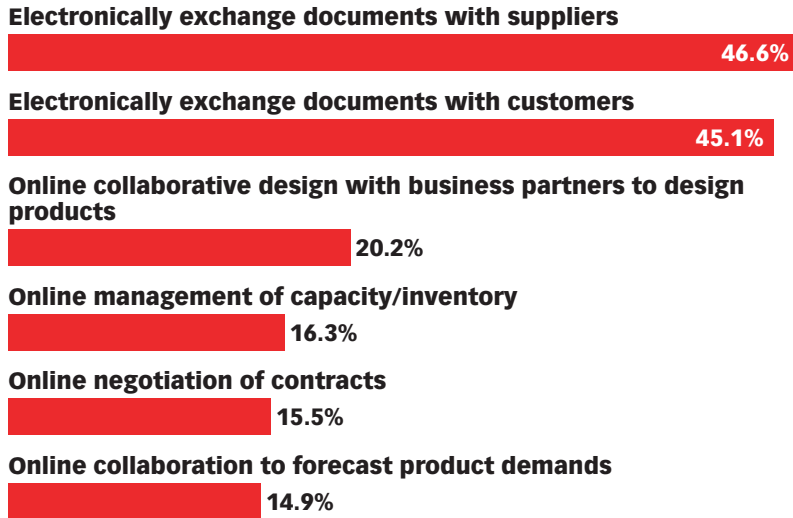 Electronically exchange documents with suppliers
46.6%
Electronically exchange documents with customers
45.1%
Online collaborative design with business partners to design
products
20.2%
Online management of capacity/inventory
16.3%
Online negotiation of contracts
15.5%
Online collaboration to forecast product demands
14.9%